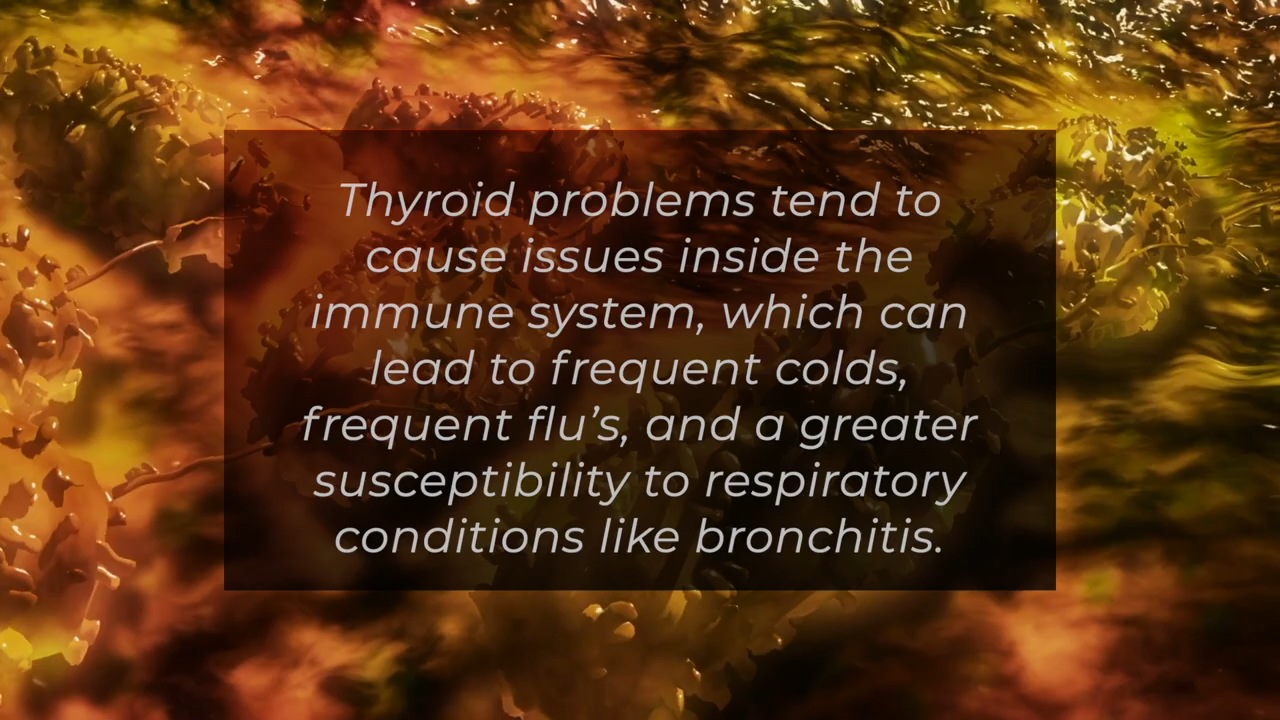 Thyroid problems tend to
cause issues inside the
immune system, which can
lead to frequent colds,
frequent flu’s, and a greater
susceptibility to respiratory
conditions like bronchitis.